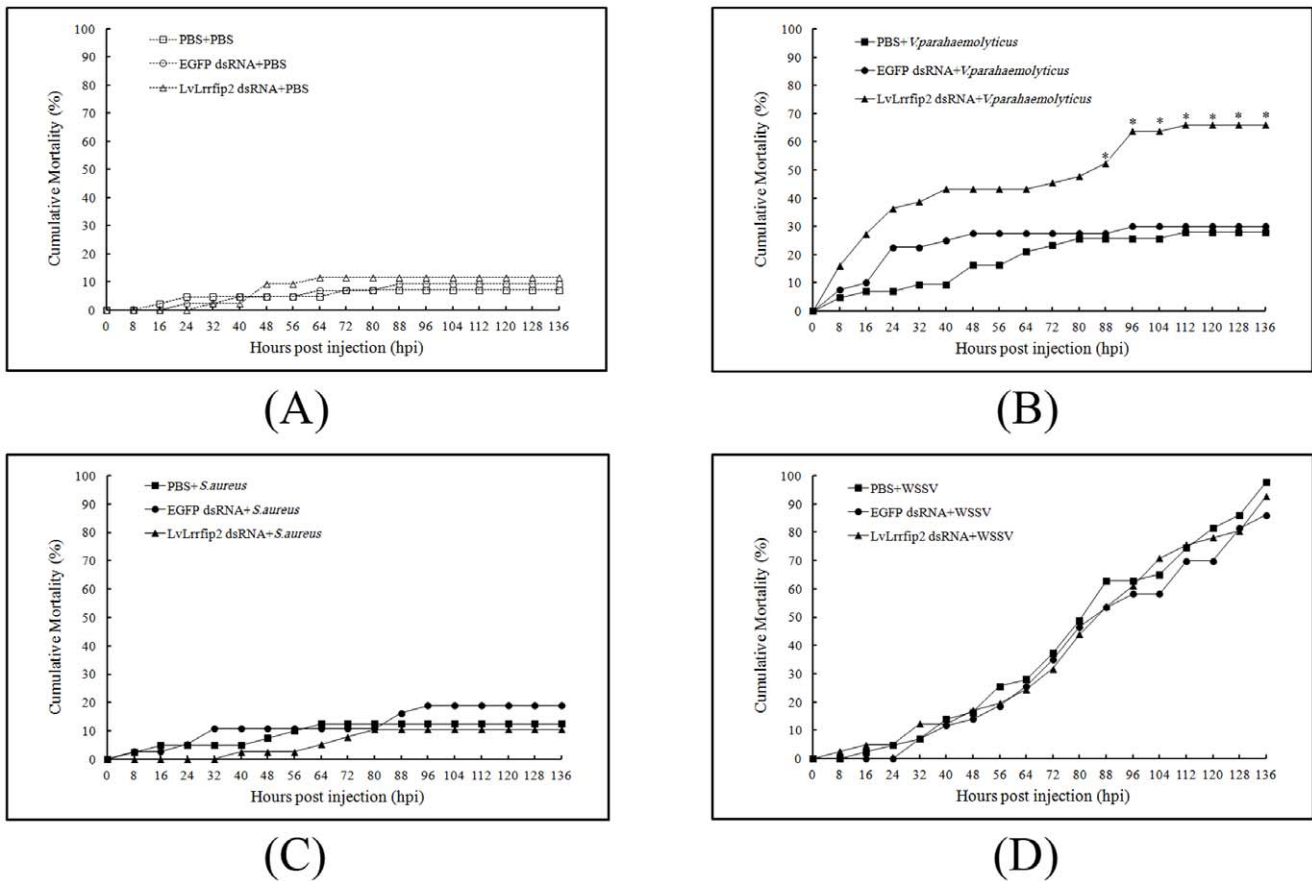 PBS+PBS
EGFP dsRNA+PBS
LvLrrfip2 dsRNA+PBS
Cumulative Mortality (%)
100
90
80
70
60
50
40
30
20
10
0
0 8 16 24 32 40 48 56 64 72 80 88 96 104 112 120 128 136
Hours post injection (hpi)
(A)
PBS+V.parahaemolyticus
EGFP dsRNA+V.parahaemolyticus
LvLrrfip2 dsRNA+V.parahaemolyticus
Cumulative Mortality (%)
100
90
80
70
60
50
40
30
20
10
0
* * * * * * *
0 8 16 24 32 40 48 56 64 72 80 88 96 104 112 120 128 136
Hours post injection (hpi)
(B)
PBS+S.aureus
EGFP dsRNA+S.aureus
LvLrrfip2 dsRNA+S.aureus
Cumulative Mortality (%)
100
90
80
70
60
50
40
30
20
10
0
0 8 16 24 32 40 48 56 64 72 80 88 96 104 112 120 128 136
Hours post injection (hpi)
(C)
PBS+WSSV
EGFP dsRNA+WSSV
LvLrrfip2 dsRNA+WSSV
Cumulative Mortality (%)
100
90
80
70
60
50
40
30
20
10
0
0 8 16 24 32 40 48 56 64 72 80 88 96 104 112 120 128 136
Hours post injection (hpi)
(D)